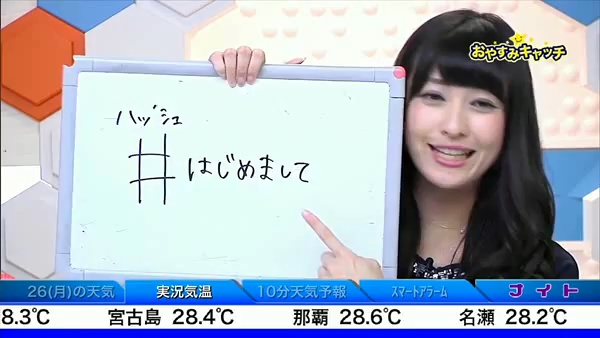 おやすみキャッチ
ハッシュ
# はじめまして
26(月)の天気 実況気温 10分天気予報 スマートアラーム ナイト
8.3℃ 宮古島 28.4℃ 那覇 28.6℃ 名瀬 28.2℃